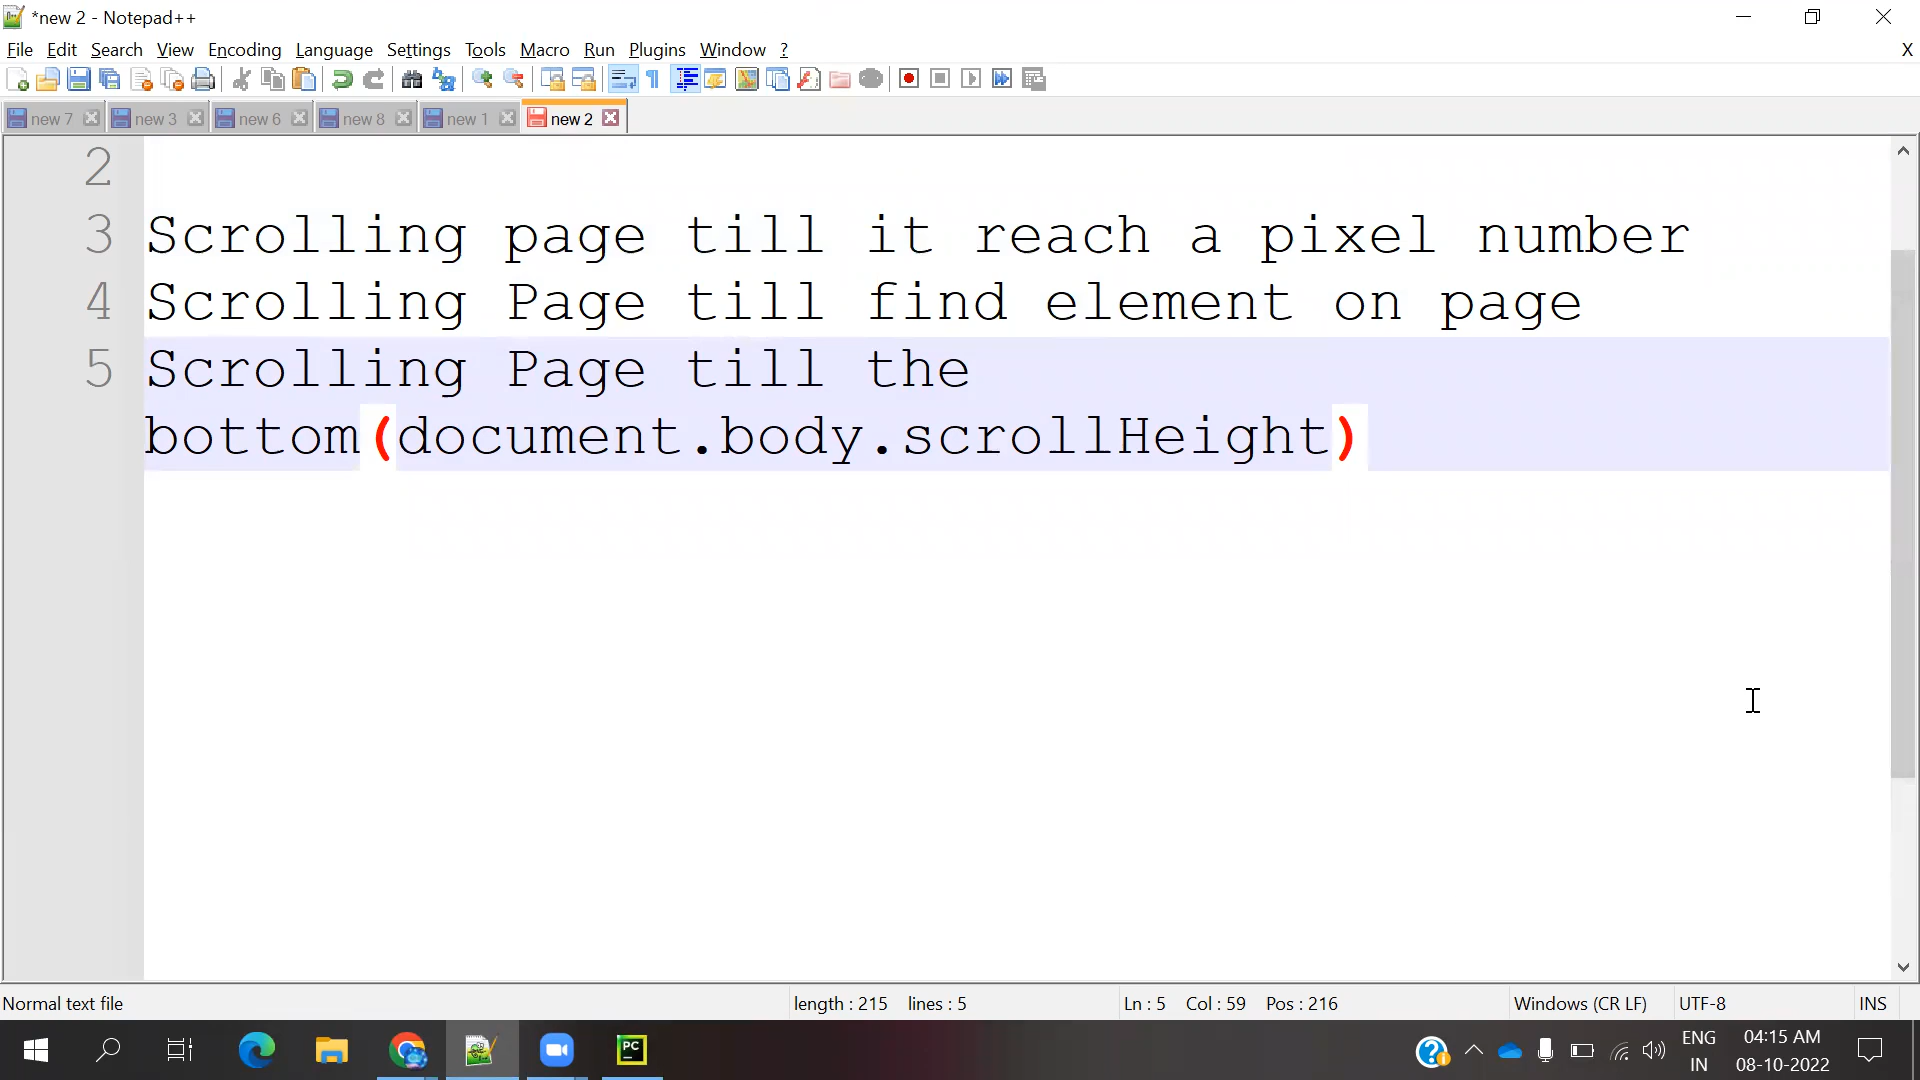 *new 2 - Notepad++
File Edit Search View Encoding Language Settings Tools Macro Run Plugins Window ? X
new 7 new 3 new 6 new 8 new 1 new 2
2
3 Scrolling page till it reach a pixel number
4 Scrolling Page till find element on page
5 Scrolling Page till the
bottom(document.body.scrollHeight)
Normal text file length : 215 lines : 5 Ln : 5 Col : 59 Pos : 216 Windows (CR LF) UTF-8 INS
PC
ENG 04:15 AM
IN 08-10-2022